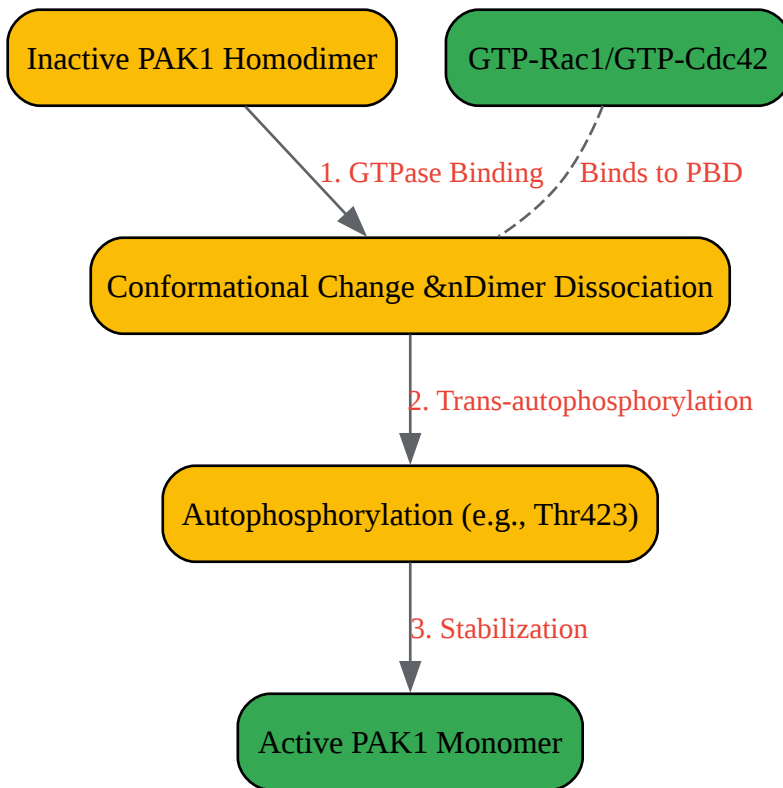 Inactive PAK1 Homodimer
GTP-Rac1/GTP-Cdc42
1. GTPase Binding
Binds to PBD
Conformational Change &nDimer Dissociation
2. Trans-autophosphorylation
Autophosphorylation (e.g., Thr423)
3. Stabilization
Active PAK1 Monomer